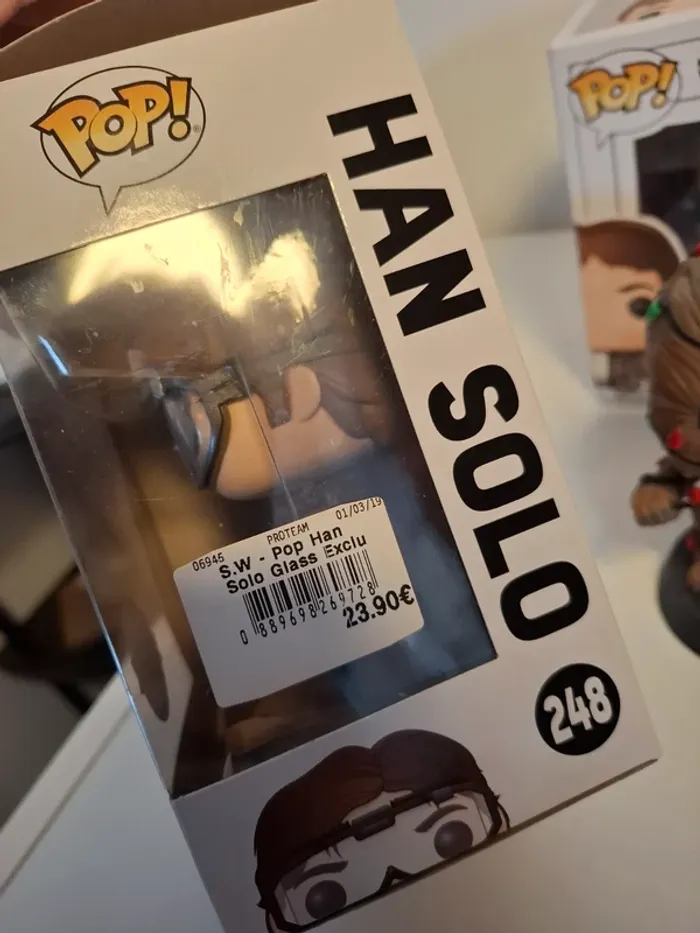 POP!
HAN SOLO
06945 PROTEAM 01/03/19
S.W - Pop Han
Solo Glass Exclu
0 889698 269728
23.90€
248
POP!